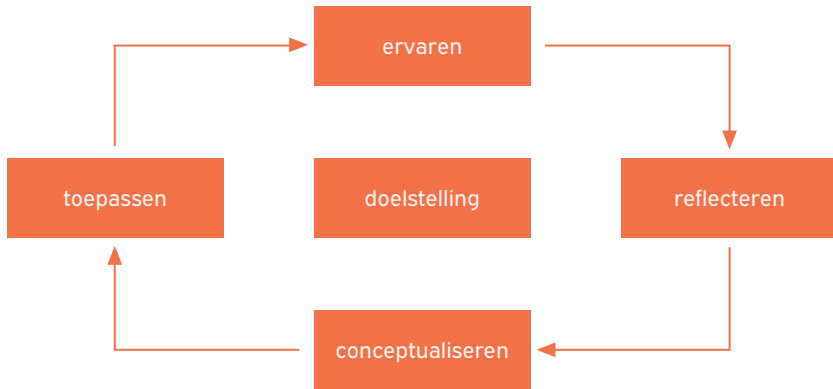 ervaren
toepassen
doelstelling
reflecteren
conceptualiseren